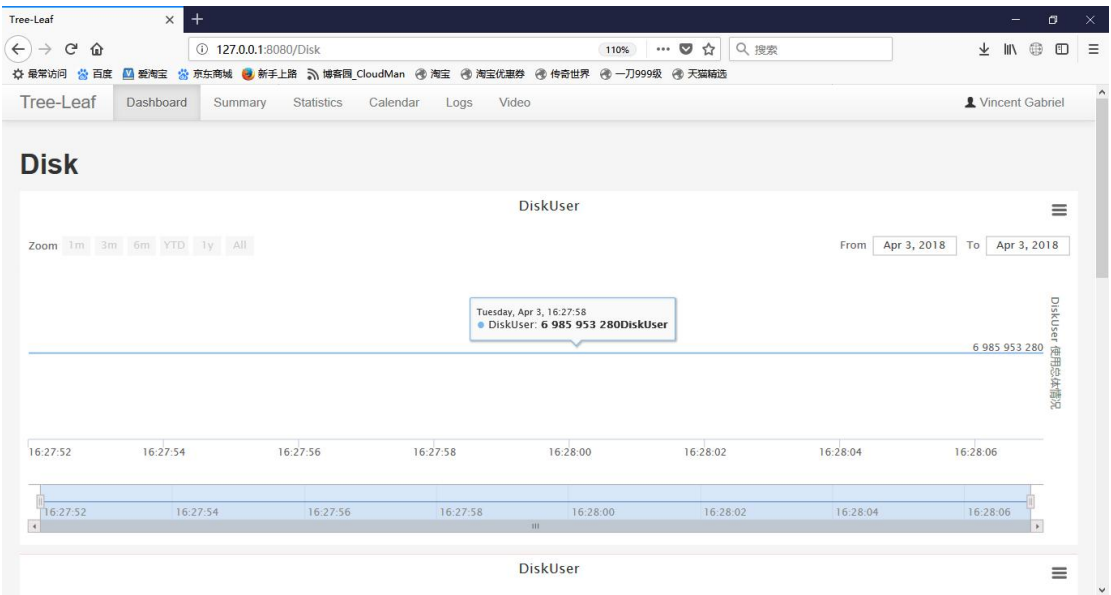 Tree-Leaf
127.0.0.1:8080/Disk 110% 搜索
最常访问 百度 爱淘宝 京东商城 新手上路 博客园_CloudMan 淘宝 淘宝优惠券 传奇世界 一刀999级 天猫精选
Tree-Leaf Dashboard Summary Statistics Calendar Logs Video Vincent Gabriel
Disk
DiskUser
Zoom 1m 3m 6m YTD 1y All From Apr 3, 2018 To Apr 3, 2018
Tuesday, Apr 3, 16:27:58
DiskUser: 6 985 953 280DiskUser
6 985 953 280
DiskUser 使用总体情况
16:27:52 16:27:54 16:27:56 16:27:58 16:28:00 16:28:02 16:28:04 16:28:06
16:27:52 16:27:54 16:27:56 16:27:58 16:28:00 16:28:02 16:28:04 16:28:06
DiskUser